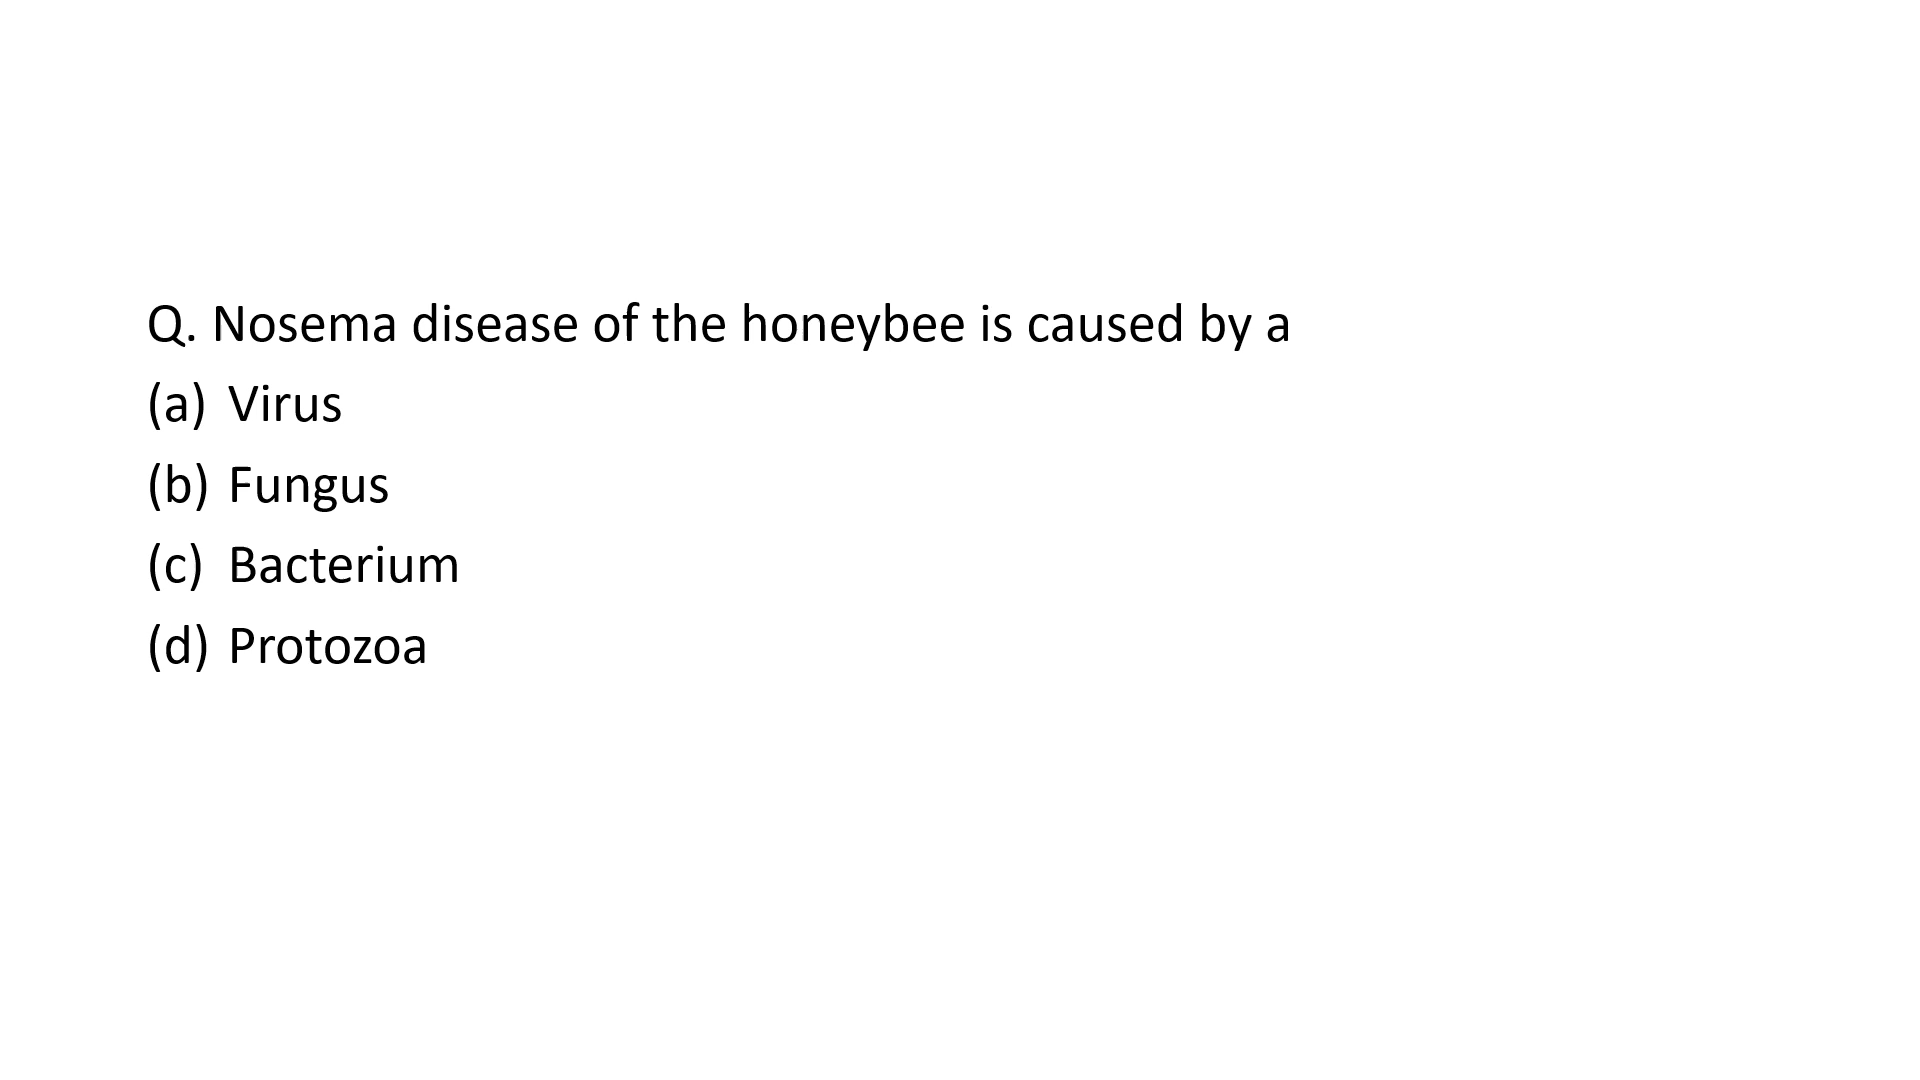 Q. Nosema disease of the honeybee is caused by a
(a) Virus
(b) Fungus
(c) Bacterium
(d) Protozoa